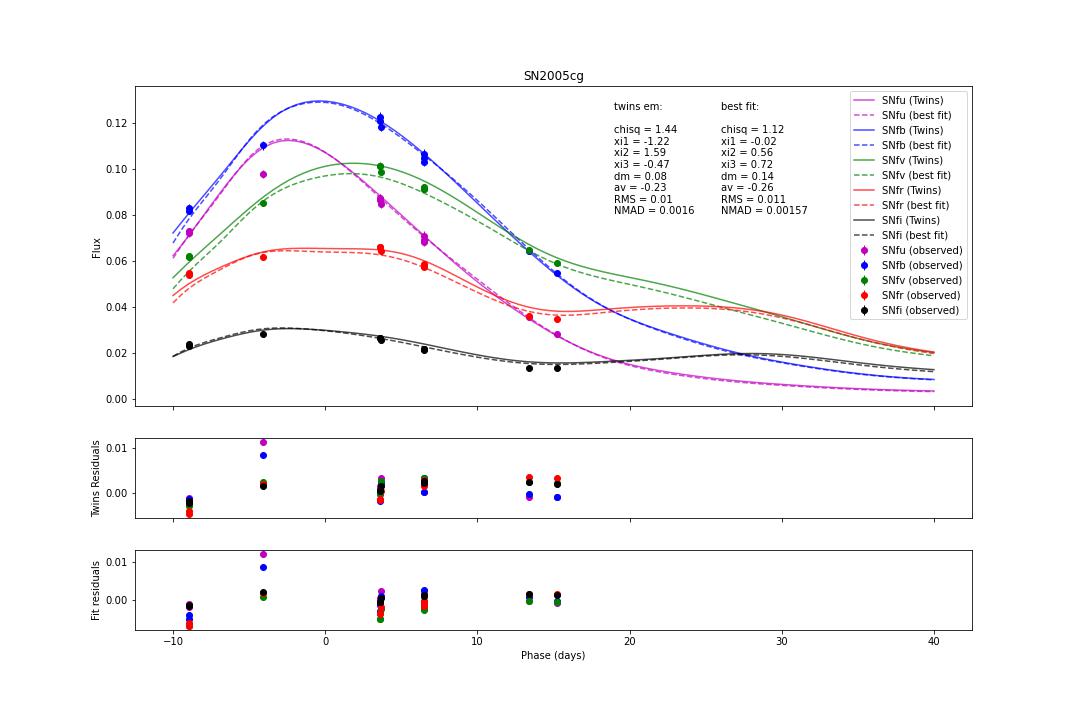 SN2005cg
Flux
0.12
0.10
0.08
0.06
0.04
0.02
0.00
twins em:
chisq = 1.44
xi1 = -1.22
xi2 = 1.59
xi3 = -0.47
dm = 0.08
av = -0.23
RMS = 0.01
NMAD = 0.0016
best fit:
chisq = 1.12
xi1 = -0.02
xi2 = 0.56
xi3 = 0.72
dm = 0.14
av = -0.26
RMS = 0.011
NMAD = 0.00157
SNfu (Twins)
SNfu (best fit)
SNfb (Twins)
SNfb (best fit)
SNfv (Twins)
SNfv (best fit)
SNfr (Twins)
SNfr (best fit)
SNfi (Twins)
SNfi (best fit)
SNfu (observed)
SNfb (observed)
SNfv (observed)
SNfr (observed)
SNfi (observed)
Twins Residuals
0.01
0.00
Fit residuals
0.01
0.00
−10
0
10
20
30
40
Phase (days)